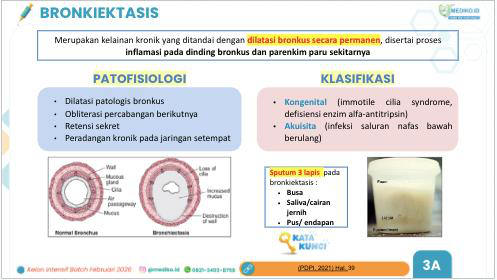 BRONKIEKTASIS
MEDIKO.ID
Merupakan kelainan kronik yang ditandai dengan dilatasi bronkus secara permanen, disertai proses
inflamasi pada dinding bronkus dan parenkim paru sekitarnya
PATOFISIOLOGI
• Dilatasi patologis bronkus
• Obliterasi percabangan berikutnya
• Retensi sekret
• Peradangan kronik pada jaringan setempat
KLASIFIKASI
• Kongenital (immotile cilia syndrome,
defisiensi enzim alfa-antitripsin)
• Akuisita (infeksi saluran nafas bawah
berulang)
Wall
Mucous
gland
Cilia
Air
passageway
Mucus
Normal Bronchus
Loss of
cilia
Increased
mucus
Destruction
of wall
Bronchiectasis
Sputum 3 lapis pada
bronkiektasis :
• Busa
• Saliva/cairan
jernih
• Pus/ endapan
KATA
KUNCI
Kelan Intensif Batch Februari 2026
@mediko.id
(PDPI, 2021) Hal. 39
3A